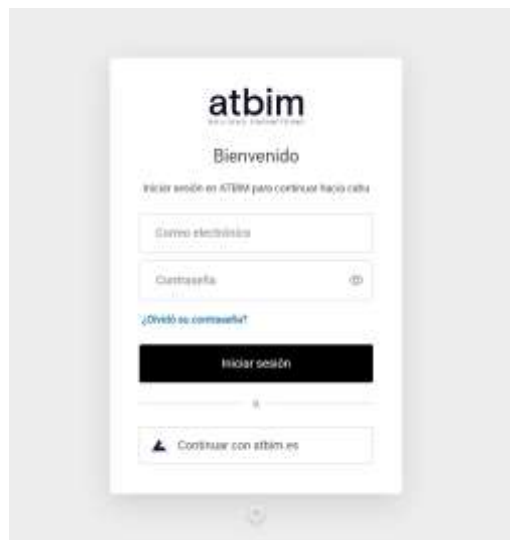 atbim
Bienvenido
Iniciar sesión en ATBIM para continuar hacia cabu
Correo electrónico
Contraseña
¿Olvidó su contraseña?
Iniciar sesión
o
Continuar con atbim.es